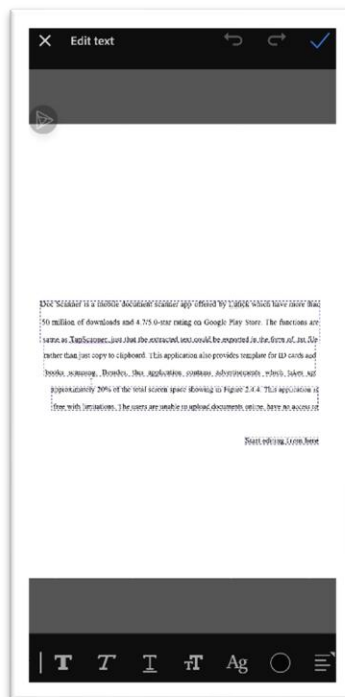 Edit text
Doc Scanner is a mobile document scanner app offered by which have more than
50 million of downloads and 4.7/5.0-star rating on Google Play Store. The functions are
same as TapScanner, just that the extracted text could be exported in the form of .txt file
rather than just copy to clipboard. This application also provides template for ID cards and
books scanning. Besides, this application contains advertisements which takes up
approximately 20% of the total screen space showing in Figure 2.4.4. This application is
free with limitations. The users are unable to upload documents online, have no access to
Start editing from here
T T T TT Ag